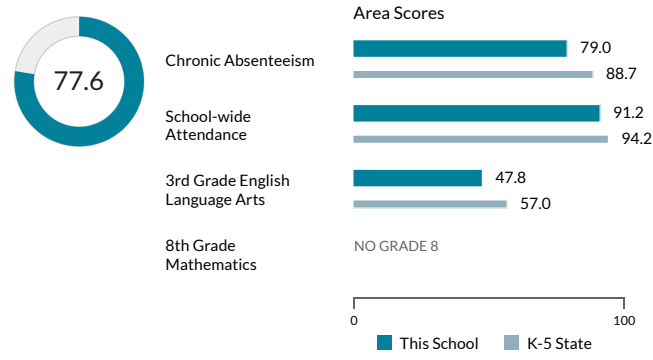 Area Scores
77.6
Chronic Absenteeism
79.0
88.7
School-wide
Attendance
91.2
94.2
3rd Grade English
Language Arts
47.8
57.0
8th Grade
Mathematics
NO GRADE 8
0
100
This School
K-5 State